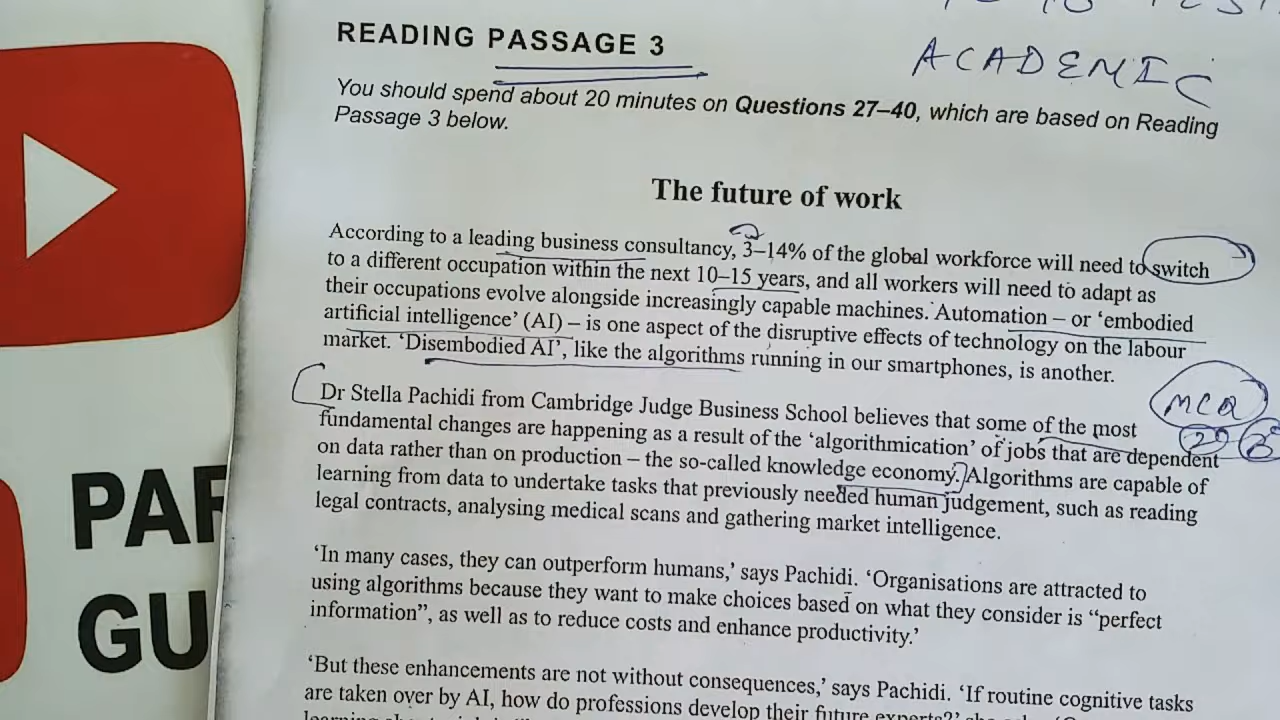 READING PASSAGE 3
ACADEMIC
You should spend about 20 minutes on Questions 27–40, which are based on Reading
Passage 3 below.
The future of work
According to a leading business consultancy, 3–14% of the global workforce will need to switch
to a different occupation within the next 10–15 years, and all workers will need to adapt as
their occupations evolve alongside increasingly capable machines. Automation – or ‘embodied
artificial intelligence’ (AI) – is one aspect of the disruptive effects of technology on the labour
market. ‘Disembodied AI’, like the algorithms running in our smartphones, is another.
MCQ
Dr Stella Pachidi from Cambridge Judge Business School believes that some of the most
fundamental changes are happening as a result of the ‘algorithmication’ of jobs that are dependent
on data rather than on production – the so-called knowledge economy. Algorithms are capable of
learning from data to undertake tasks that previously needed human judgement, such as reading
legal contracts, analysing medical scans and gathering market intelligence.
‘In many cases, they can outperform humans,’ says Pachidi. ‘Organisations are attracted to
using algorithms because they want to make choices based on what they consider is “perfect
information”, as well as to reduce costs and enhance productivity.’
‘But these enhancements are not without consequences,’ says Pachidi. ‘If routine cognitive tasks
are taken over by AI, how do professions develop their future experts?’
PAR
GU